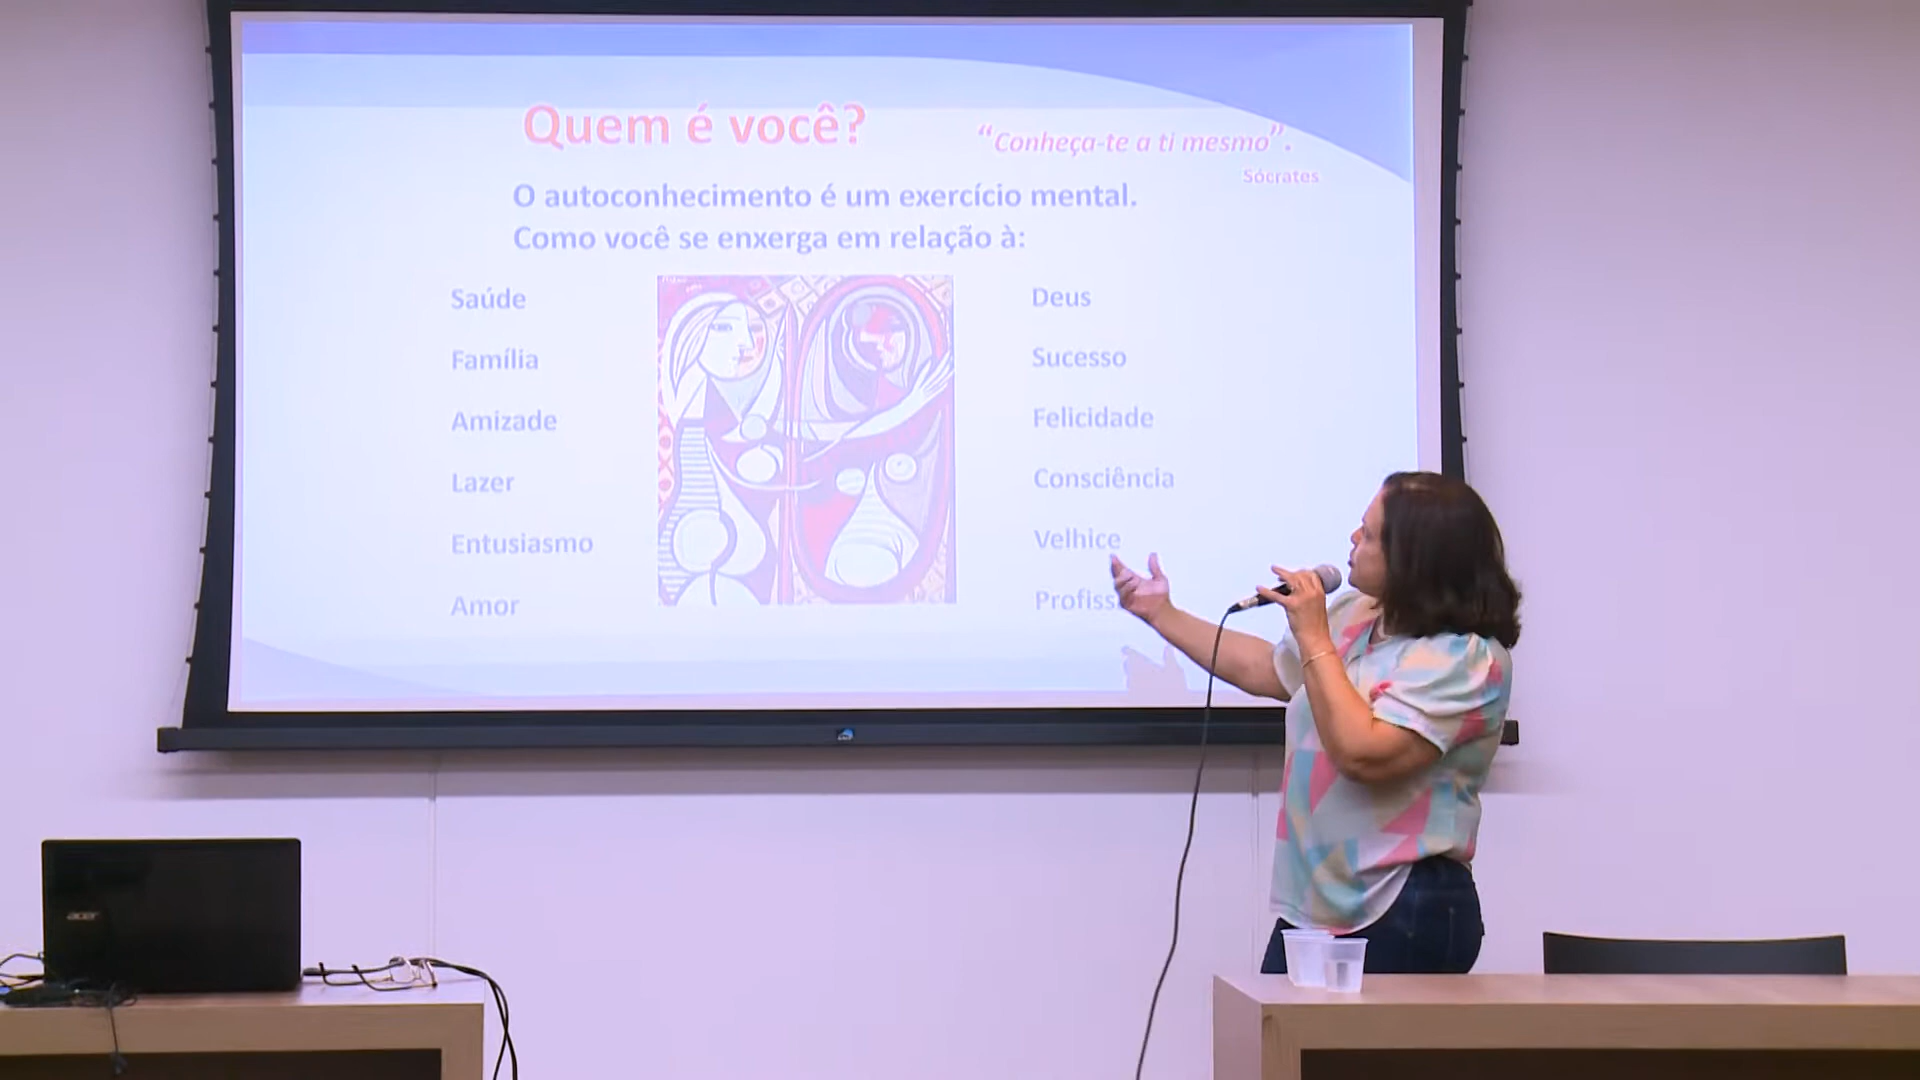 Quem é você?
“Conheça-te a ti mesmo”.
Sócrates
O autoconhecimento é um exercício mental.
Como você se enxerga em relação à:
Saúde
Família
Amizade
Lazer
Entusiasmo
Amor
Deus
Sucesso
Felicidade
Consciência
Velhice
acer